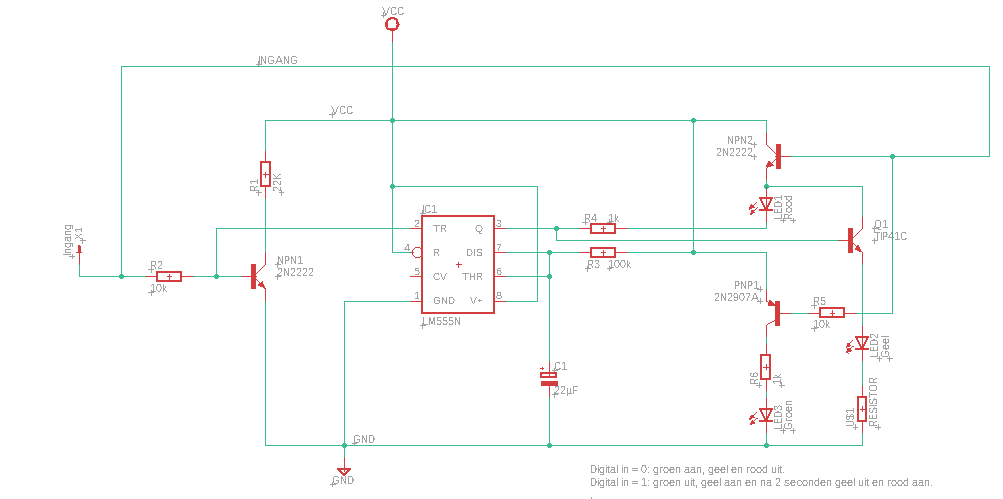 VCC
INGANG
VCC
NPN2
2N2222
R1
22K
LED1
Rood
IC1
R4
1k
Q1
TIP41C
Ingang
X1
2
TR
Q
3
4
R
DIS
7
R3
100k
R2
10k
NPN1
2N2222
5
CV
THR
6
1
GND
V+
8
LM555N
PNP1
2N2907A
R5
10k
LED2
Geel
C1
22µF
R6
1k
LED3
Groen
U$1
RESISTOR
GND
GND
Digital in = 0: groen aan, geel en rood uit.
Digital in = 1: groen uit, geel aan en na 2 seconden geel uit en rood aan.